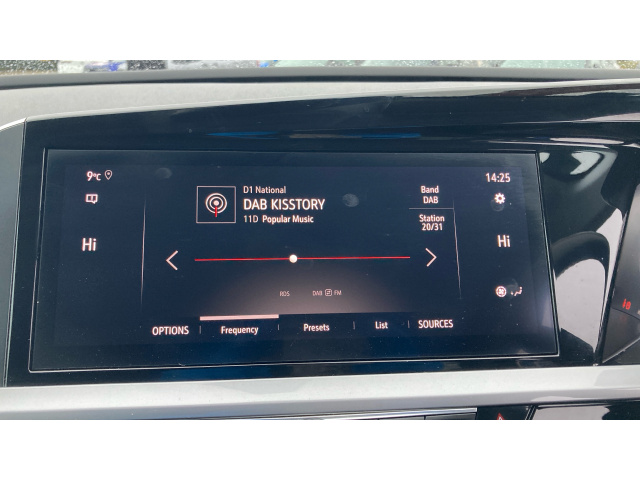 9°C
14:25
D1 National
DAB KISSTORY
11D Popular Music
Band
DAB
Station
20/31
Hi
Hi
RDS
DAB FM
OPTIONS
Frequency
Presets
List
SOURCES